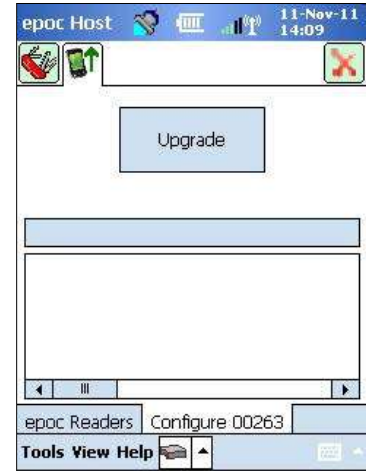 epoc Host 11-Nov-11
14:09
Upgrade
epoc Readers Configure 00263
Tools View Help